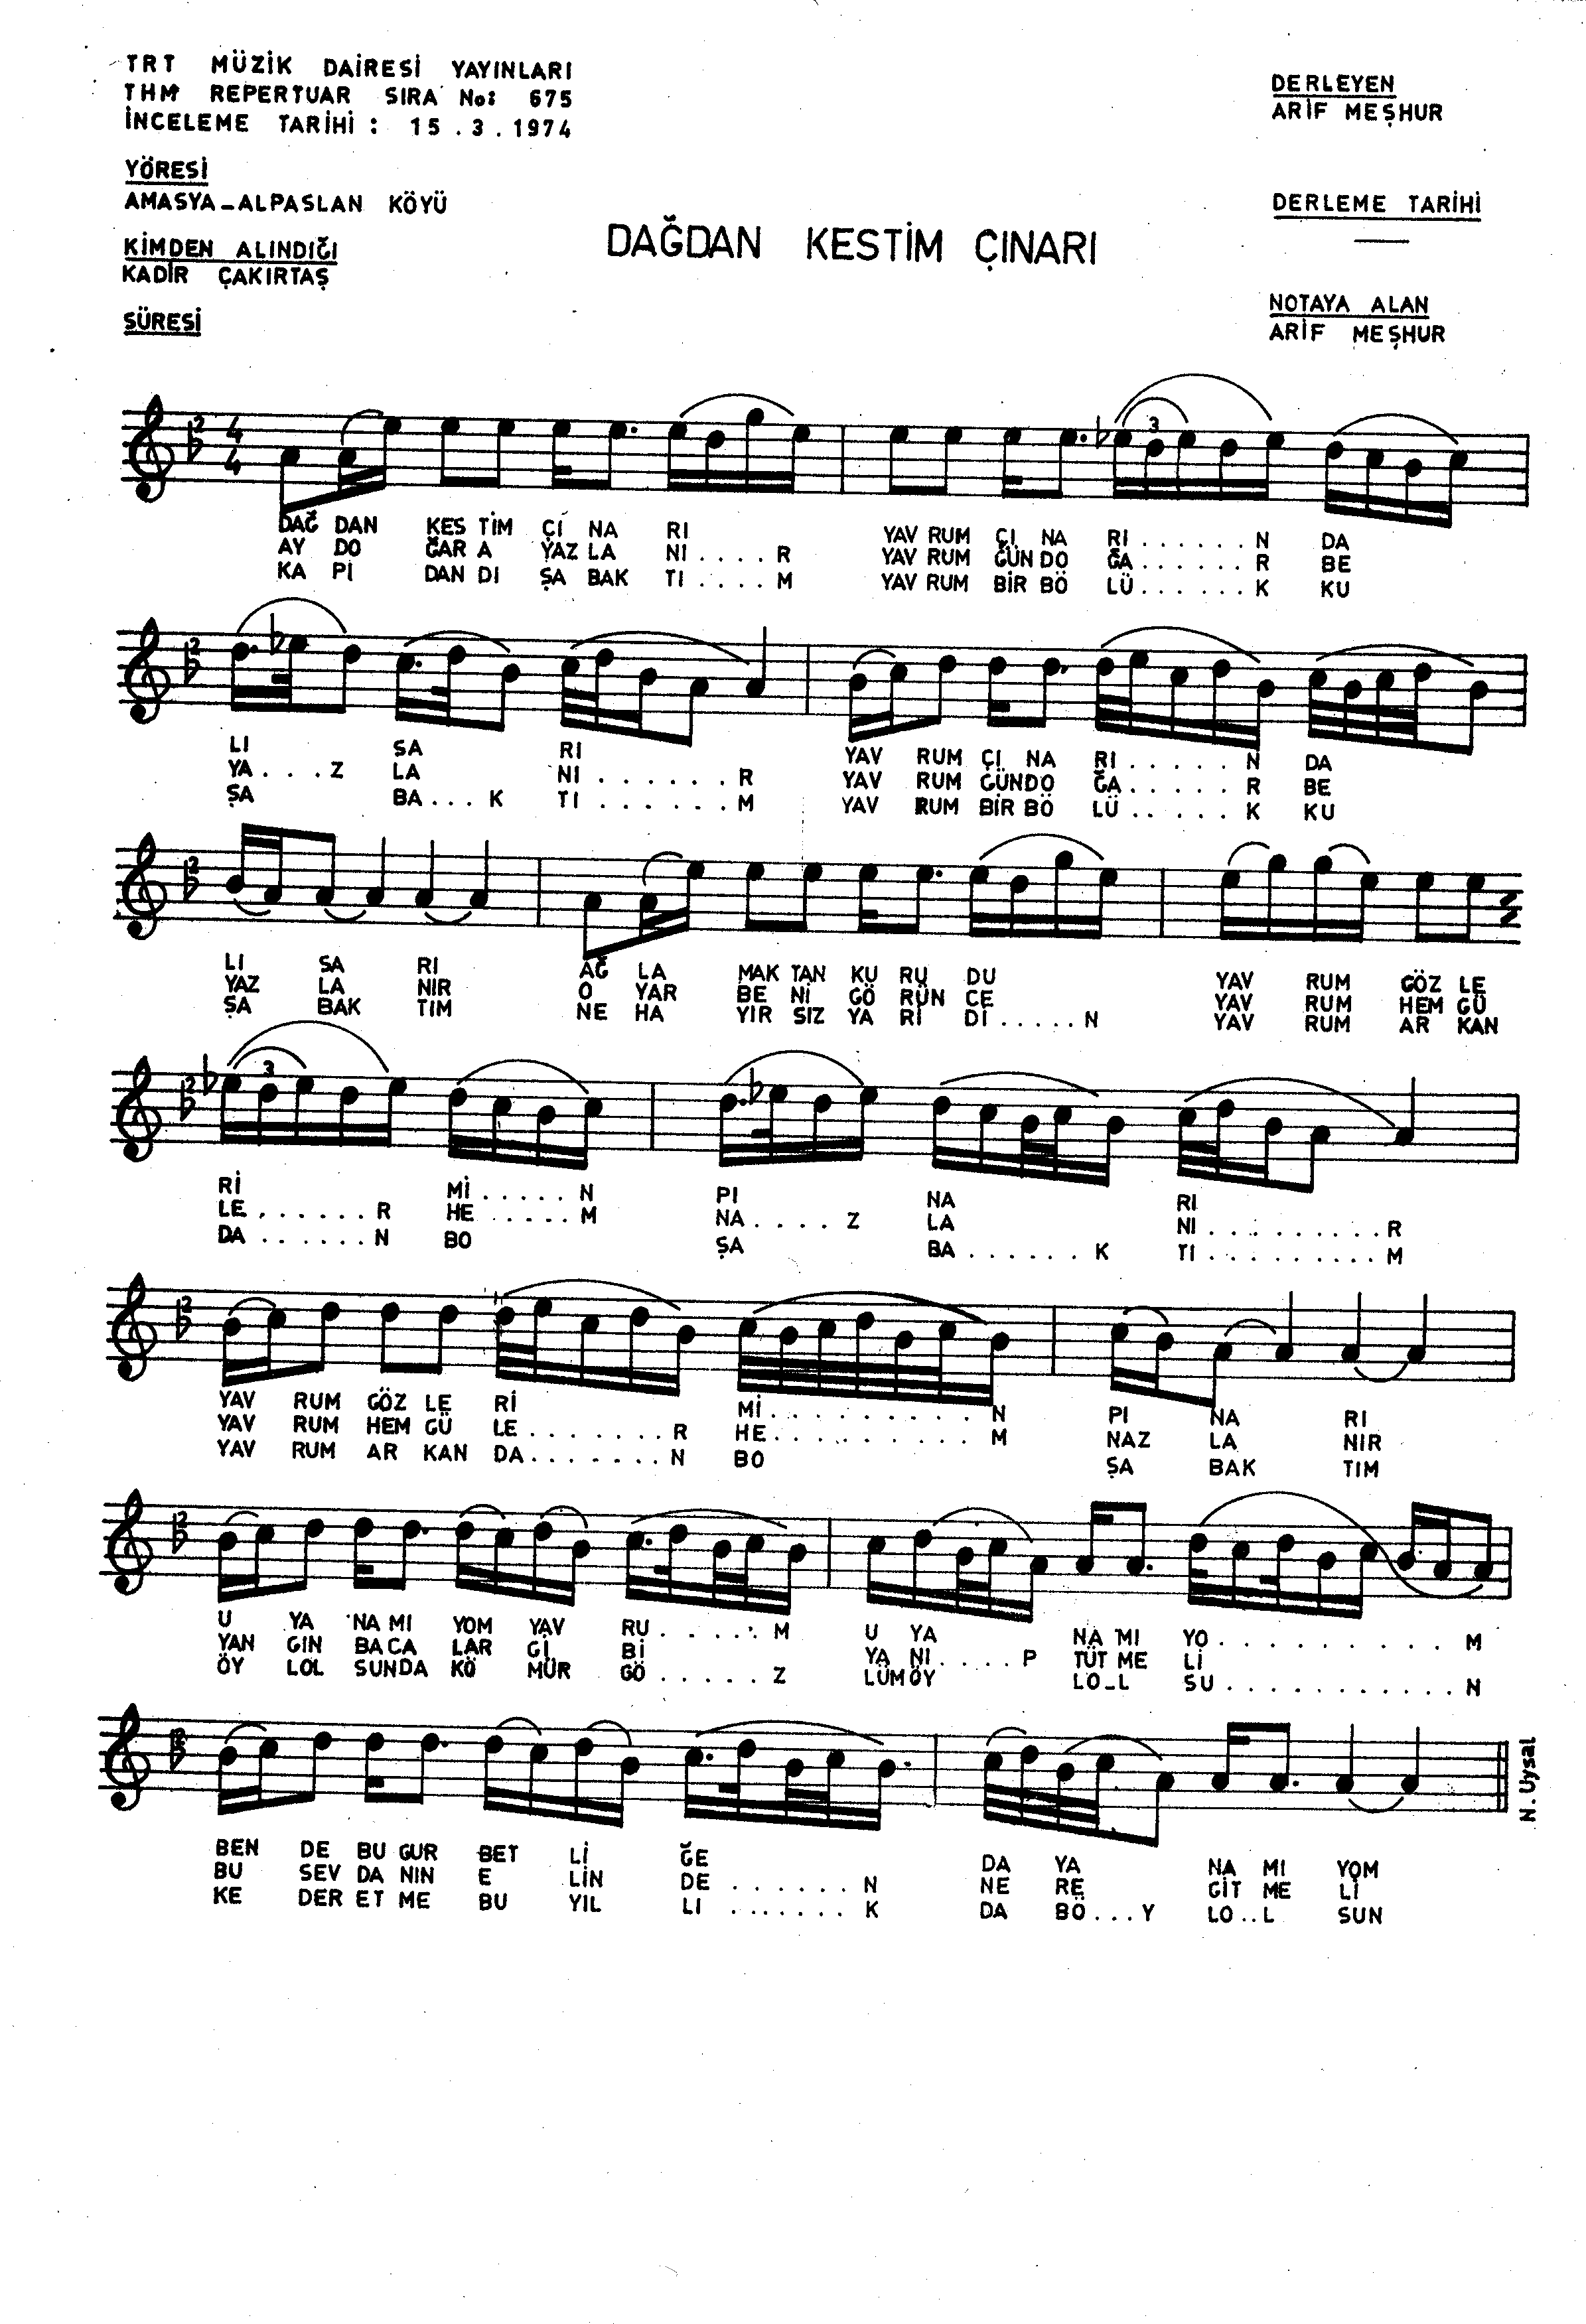 TRT MÜZİK DAİRESİ YAYINLARI
THM REPERTUAR SIRA No: 675
İNCELEME TARİHİ : 15.3.1974
DERLEYEN
ARİF MEŞHUR
YÖRESİ
AMASYA_ALPASLAN KÖYÜ
DERLEME TARİHİ
KİMDEN ALINDIĞI
KADİR ÇAKIRTAŞ
DAĞDAN KESTİM ÇINARI
SÜRESİ
NOTAYA ALAN
ARİF MEŞHUR
2 4 4 3
DAĞ DAN KES TİM ÇI NA RI YAV RUM ÇI NA RI . . . . . . N DA
AY DO ĞAR A YAZ LA NI . . . . R YAV RUM GÜN DO ĞA . . . . . . R BE
KA PI DAN DI ŞA BAK TI . . . . M YAV RUM BİR BÖ LÜ . . . . . . K KU
2
LI SA RI YAV RUM ÇI NA RI . . . . . N DA
YA . . . Z LA NI . . . . . . R YAV RUM GÜN DO ĞA . . . . . R BE
ŞA BA . . . K TI . . . . . . M YAV RUM BİR BÖ LÜ . . . . . K KU
2
LI SA RI AĞ LA MAK TAN KU RU DU YAV RUM GÖZ LE
YAZ LA NIR O YAR BE Nİ GÖ RÜN CE YAV RUM HEM GÜ
ŞA BAK TIM NE HA YIR SIZ YA Rİ Dİ . . . . . N YAV RUM AR KAN
2 3
Rİ Mİ . . . . . N PI NA RI
LE . . . . . . . R HE . . . . . M NA . . . . Z LA NI . . . . . . . . . R
DA . . . . . . N BO ŞA BA . . . . . . K TI . . . . . . . . . M
2
YAV RUM GÖZ LE Rİ Mİ . . . . . . . . . N PI NA RI
YAV RUM HEM GÜ LE . . . . . . . R HE . . . . . . . . . M NAZ LA NIR
YAV RUM AR KAN DA . . . . . . . N BO ŞA BAK TIM
2
U YA NA MI YOM YAV RU . . . . . M U YA NA MI YO . . . . . . . . . M
YAN GIN BA CA LAR Gİ Bİ YA NI . . . . P TÜT ME Lİ
ÖY LOL SUN DA KÖ MÜR GÖ . . . . . Z LÜM ÖY LO_L SU . . . . . . . . . . . N
2
BEN DE BU GUR BET Lİ ĞE DA YA NA MI YOM
BU SEV DA NIN E LİN DE . . . . . . N NE RE GİT ME Lİ
KE DER ET ME BU YIL LI . . . . . . K DA BÖ . . . Y LO . . L SUN
N. Uysal